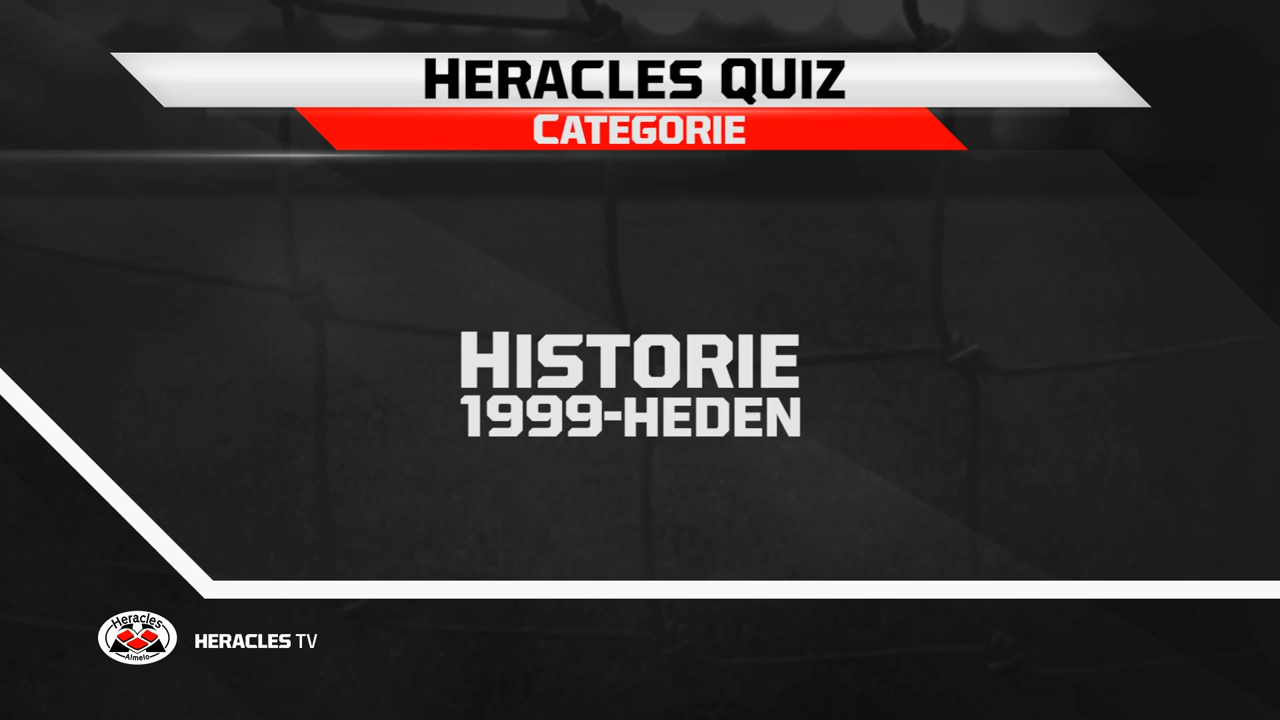 HERACLES QUIZ
CATEGORIE
HISTORIE
1999-HEDEN
Heracles
Almelo
HERACLES TV